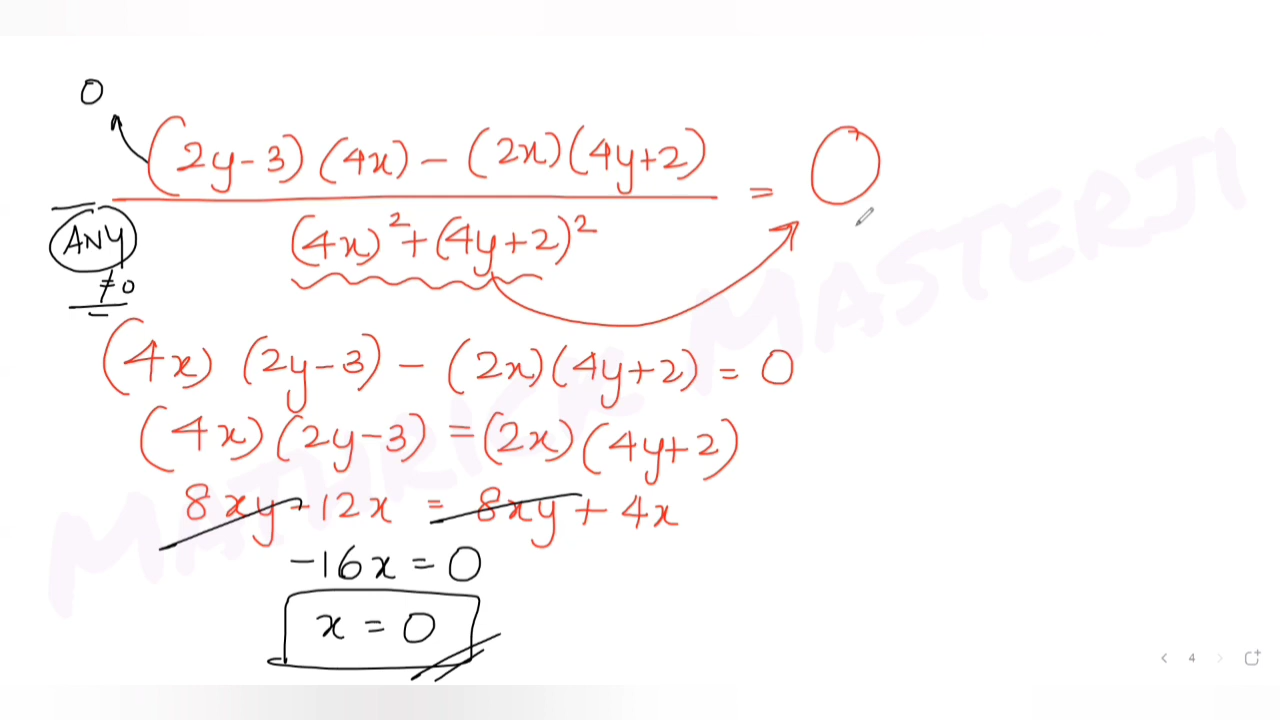 0
(2y-3)(4x) - (2x)(4y+2)
= 0
ANY
(4x)² + (4y+2)²
≠0
(4x) (2y-3) - (2x)(4y+2) = 0
(4x)(2y-3) = (2x)(4y+2)
8xy - 12x = 8xy + 4x
-16x = 0
x = 0
MATHRICK MASTERJI
< 4 >